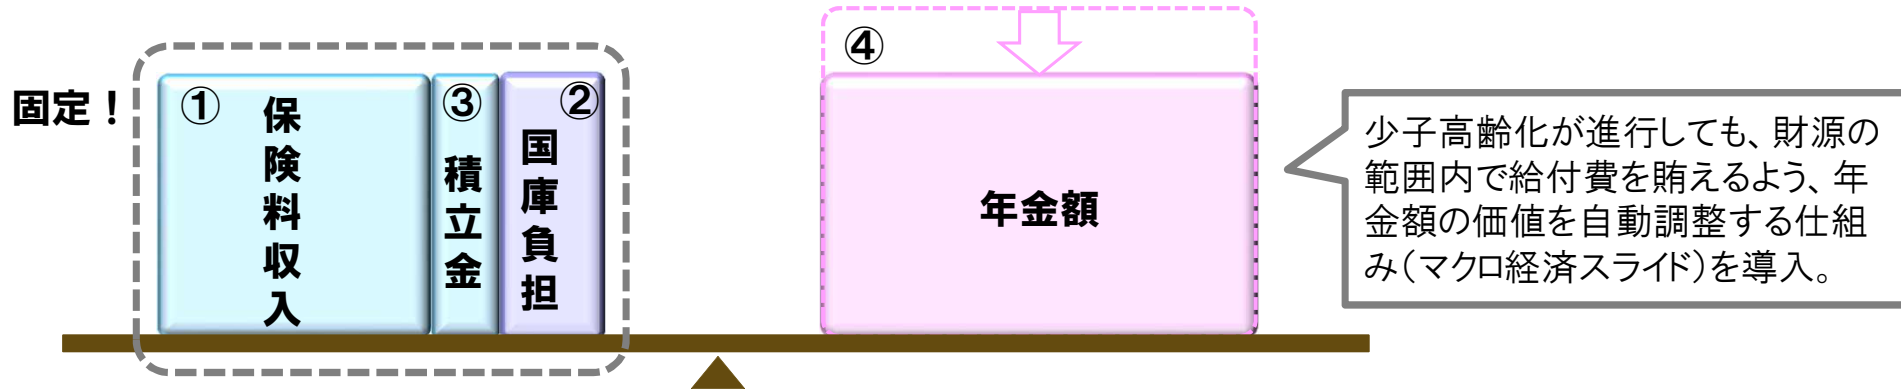 固定！
①
保険料収入
③
積立金
②
国庫負担
④
年金額
少子高齢化が進行しても、財源の
範囲内で給付費を賄えるよう、年
金額の価値を自動調整する仕組
み（マクロ経済スライド）を導入。